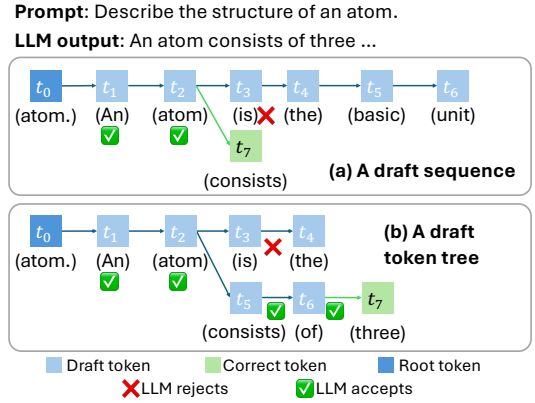 Prompt: Describe the structure of an atom.
LLM output: An atom consists of three ...
t0 t1 t2 t3 t4 t5 t6
(atom.) (An) (atom) (is) (the) (basic) (unit)
t7
(consists)
(a) A draft sequence
t0 t1 t2 t3 t4
(atom.) (An) (atom) (is) (the)
(b) A draft
token tree
t5 t6 t7
(consists) (of) (three)
Draft token Correct token Root token
LLM rejects LLM accepts